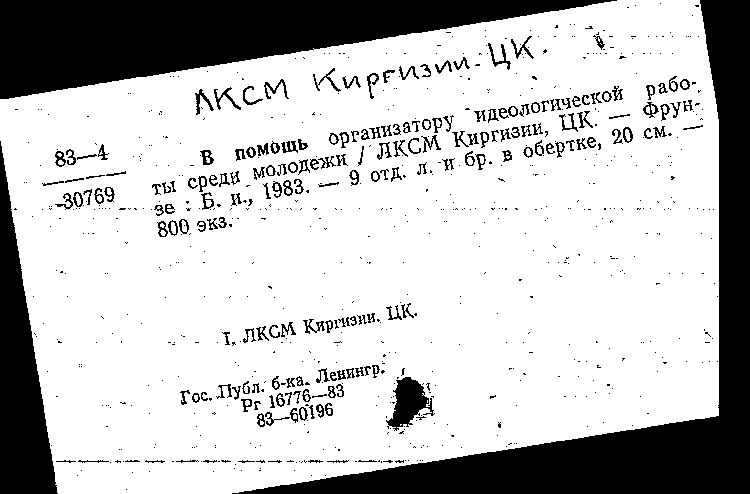 ЛКСМ Киргизии. ЦК.
83—4
30769
В помощь организатору идеологической рабо-
ты среди молодежи / ЛКСМ Киргизии, ЦК. — Фрун-
зе : Б. и., 1983. — 9 отд. л. и бр. в обертке, 20 см. —
800 экз.
I. ЛКСМ Киргизии. ЦК.
Гос. Публ. б-ка. Ленингр.
Рг 16776—83
83—60196